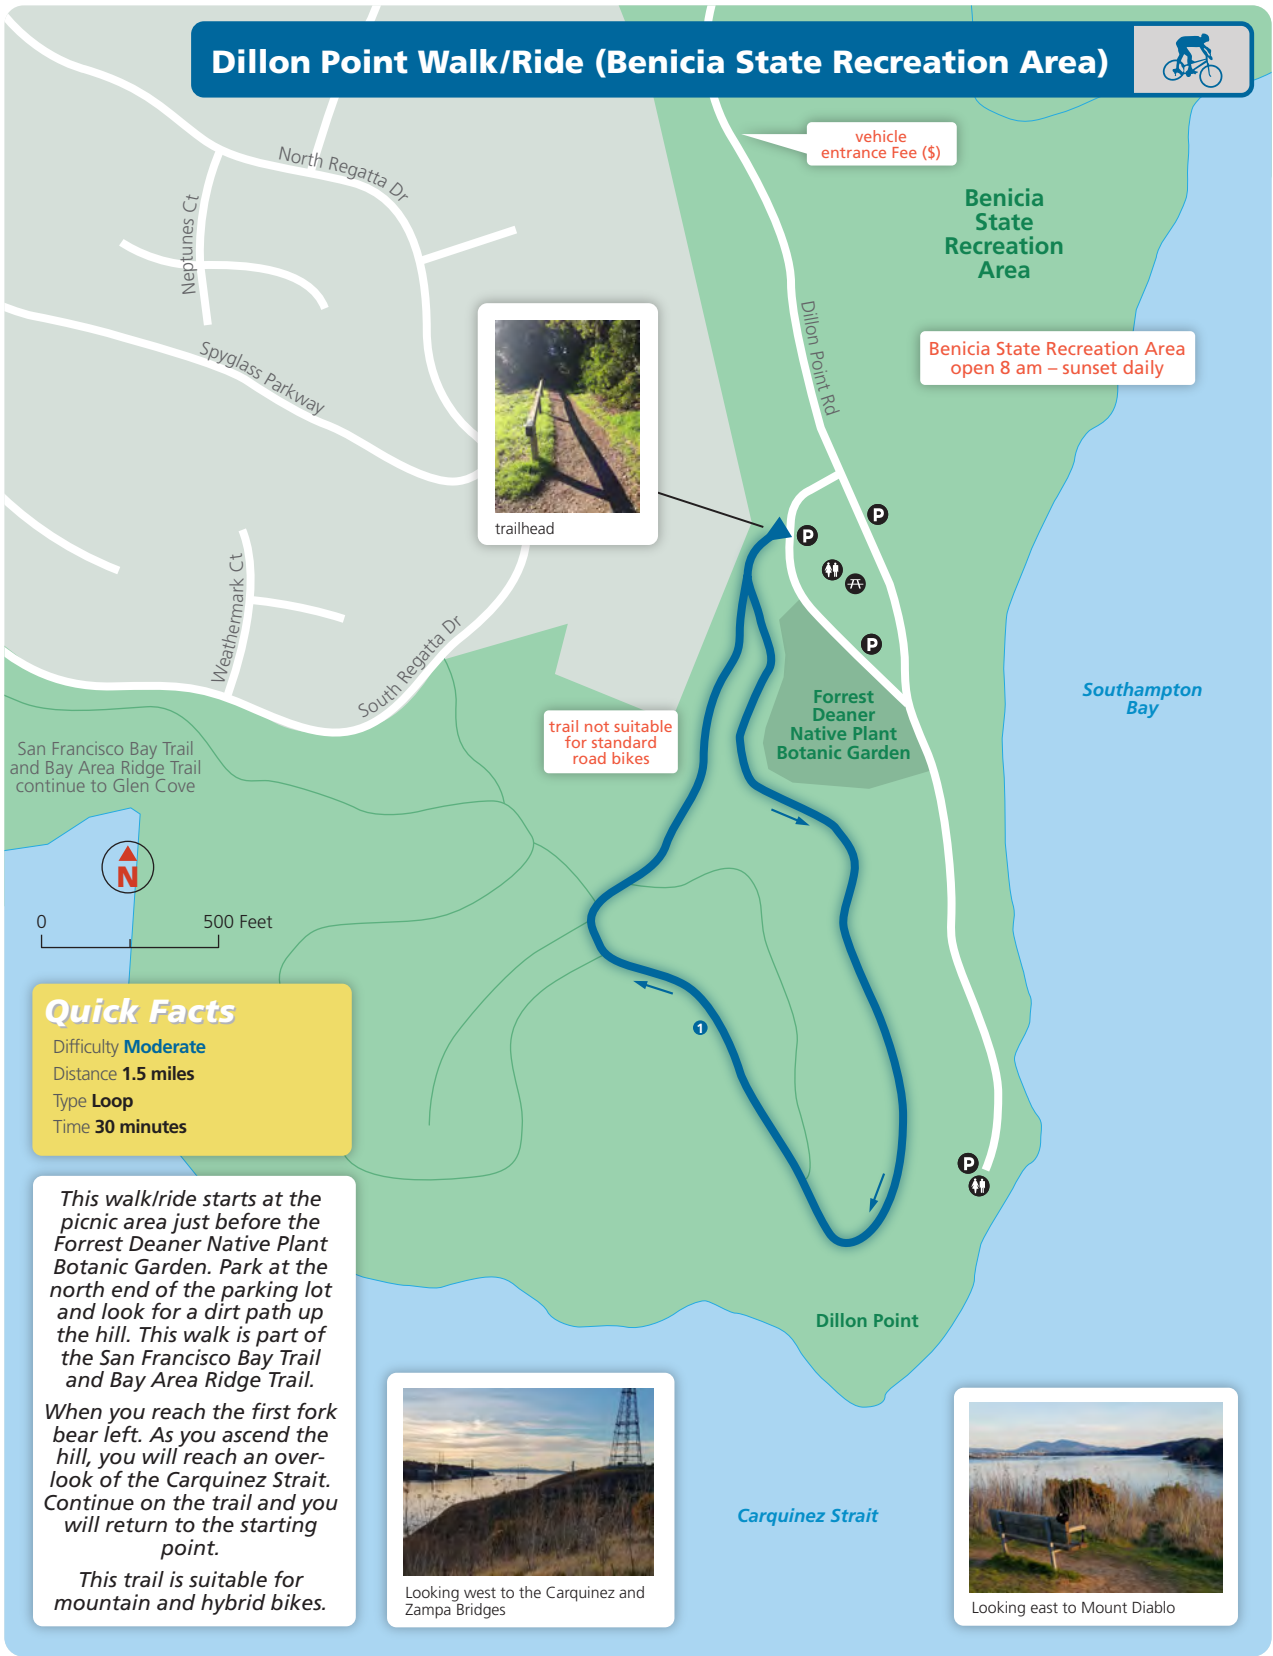 Dillon Point Walk/Ride (Benicia State Recreation Area)
vehicle
entrance Fee ($)
North Regatta Dr
Neptunes Ct
Benicia
State
Recreation
Area
Dillon Point Rd
Benicia State Recreation Area
open 8 am – sunset daily
Spyglass Parkway
trailhead
P
P
P
Weathermark Ct
South Regatta Dr
Forrest
Deaner
Native Plant
Botanic Garden
Southampton
Bay
trail not suitable
for standard
road bikes
San Francisco Bay Trail
and Bay Area Ridge Trail
continue to Glen Cove
N
0 500 Feet
Quick Facts
Difficulty Moderate
Distance 1.5 miles
Type Loop
Time 30 minutes
1
P
This walk/ride starts at the
picnic area just before the
Forrest Deaner Native Plant
Botanic Garden. Park at the
north end of the parking lot
and look for a dirt path up
the hill. This walk is part of
the San Francisco Bay Trail
and Bay Area Ridge Trail.
When you reach the first fork
bear left. As you ascend the
hill, you will reach an over-
look of the Carquinez Strait.
Continue on the trail and you
will return to the starting
point.
This trail is suitable for
mountain and hybrid bikes.
Dillon Point
Carquinez Strait
Looking west to the Carquinez and
Zampa Bridges
Looking east to Mount Diablo